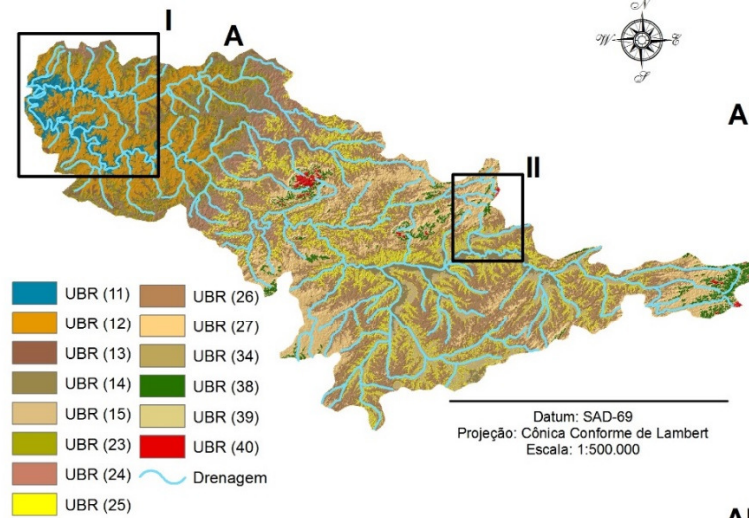 I
A
N
W
E
S
A
II
UBR (11)
UBR (12)
UBR (13)
UBR (14)
UBR (15)
UBR (23)
UBR (24)
UBR (25)
UBR (26)
UBR (27)
UBR (34)
UBR (38)
UBR (39)
UBR (40)
Drenagem
Datum: SAD-69
Projeção: Cônica Conforme de Lambert
Escala: 1:500.000